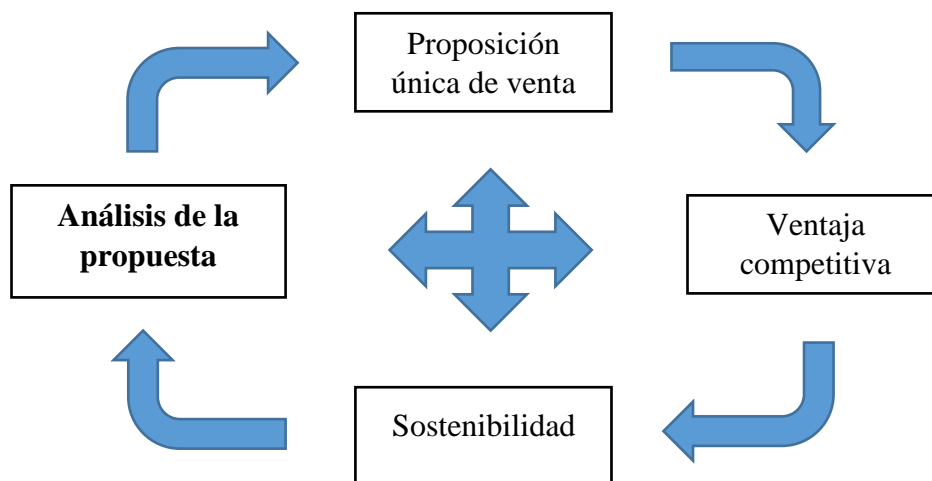 Proposición
única de venta
Análisis de la
propuesta
Ventaja
competitiva
Sostenibilidad